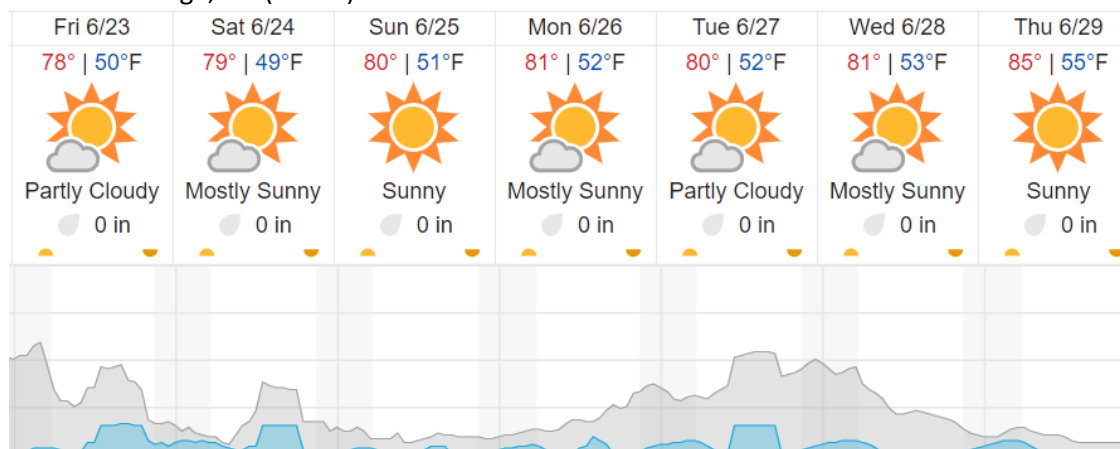 Fri 6/23 Sat 6/24 Sun 6/25 Mon 6/26 Tue 6/27 Wed 6/28 Thu 6/29
78° | 50°F 79° | 49°F 80° | 51°F 81° | 52°F 80° | 52°F 81° | 53°F 85° | 55°F
Partly Cloudy Mostly Sunny Sunny Mostly Sunny Partly Cloudy Mostly Sunny Sunny
0 in 0 in 0 in 0 in 0 in 0 in 0 in